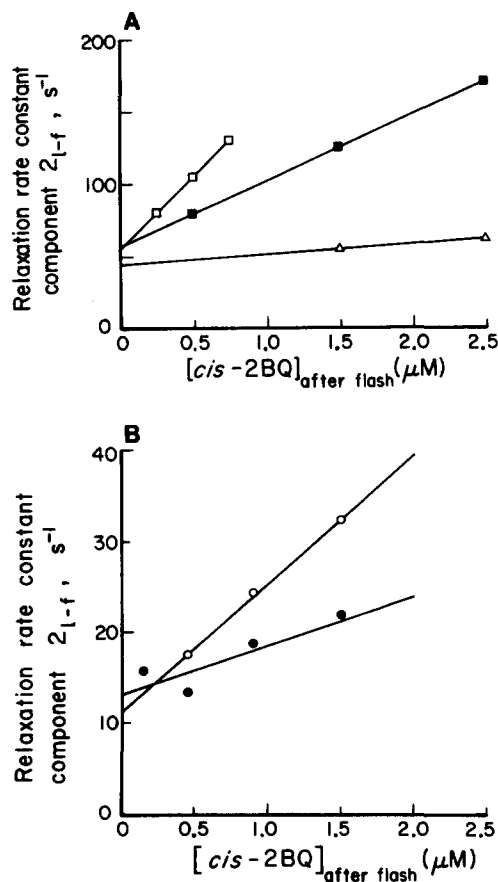 A
Relaxation rate constant
component 2l-f , s-1
200
100
0
0 0.5 1.0 1.5 2.0 2.5
[cis-2BQ]after flash (μM)
B
Relaxation rate constant
component 2l-f , s-1
40
30
20
10
0
0 0.5 1.0 1.5 2.0 2.5
[cis-2BQ]after flash (μM)